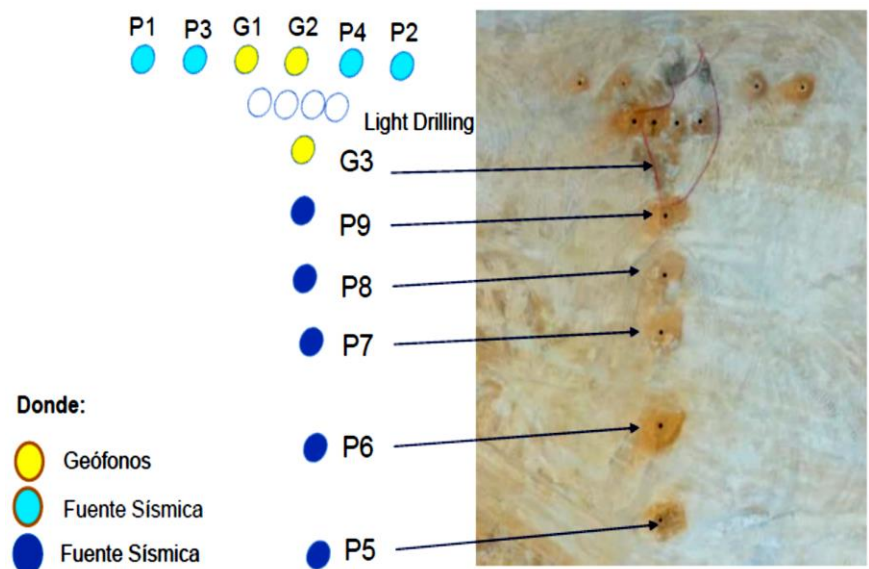 P1 P3 G1 G2 P4 P2
Light Drilling
G3
P9
P8
P7
Donde:
P6
Geófonos
Fuente Sísmica
Fuente Sísmica
P5